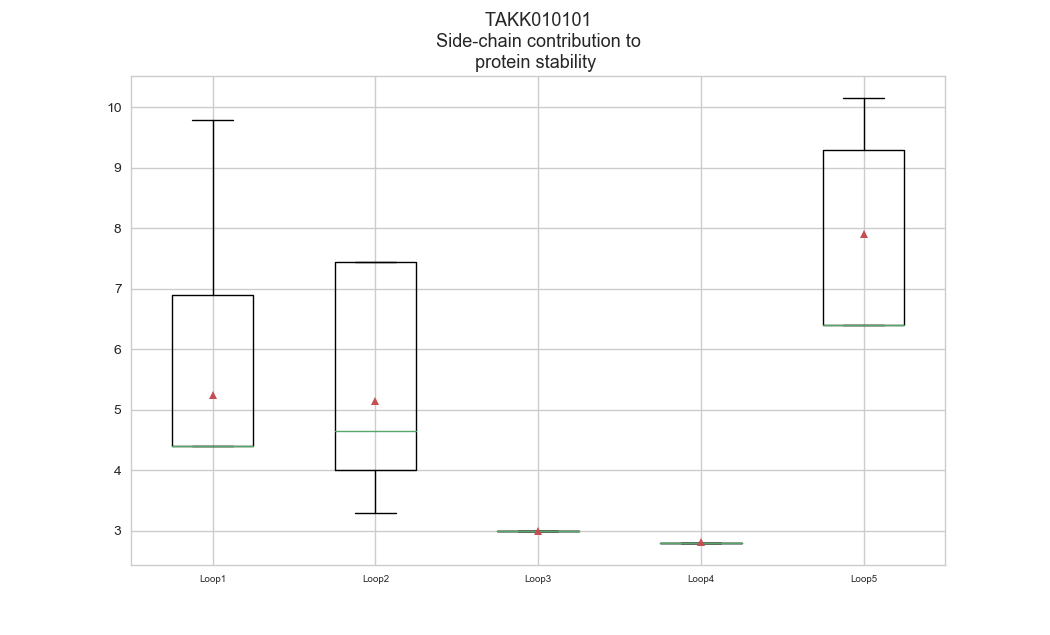 TAKK010101
Side-chain contribution to
protein stability
10
9
8
7
6
5
4
3
Loop1
Loop2
Loop3
Loop4
Loop5